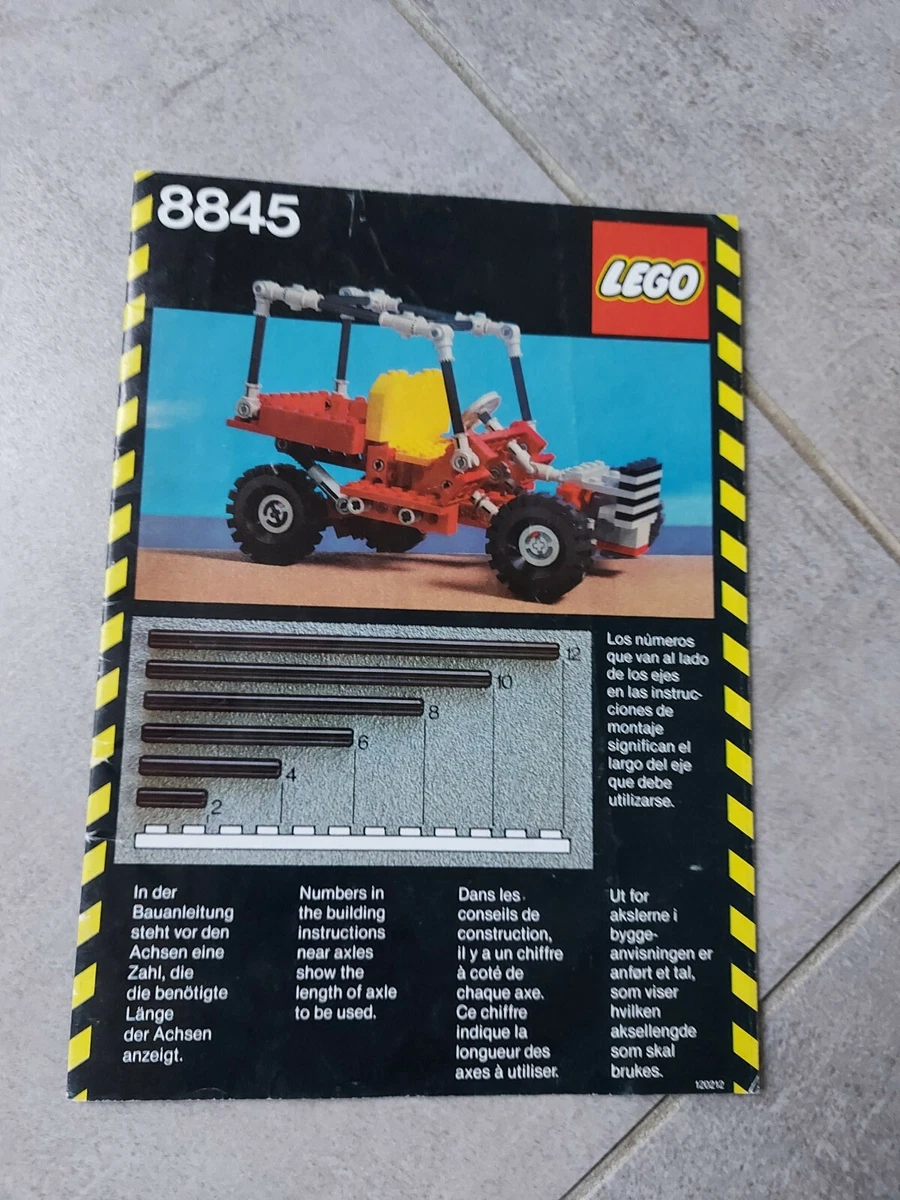 8845
LEGO
12
10
8
6
4
2
Los números
que van al lado
de los ejes
en las instruc-
ciones de
montaje
significan el
largo del eje
que debe
utilizarse.
In der
Bauanleitung
steht vor den
Achsen eine
Zahl, die
die benötigte
Länge
der Achsen
anzeigt.
Numbers in
the building
instructions
near axles
show the
length of axle
to be used.
Dans les
conseils de
construction,
il y a un chiffre
à coté de
chaque axe.
Ce chiffre
indique la
longueur des
axes à utiliser.
Ut for
akslerne i
bygge-
anvisningen er
anført et tal,
som viser
hvilken
aksellengde
som skal
brukes.
120212